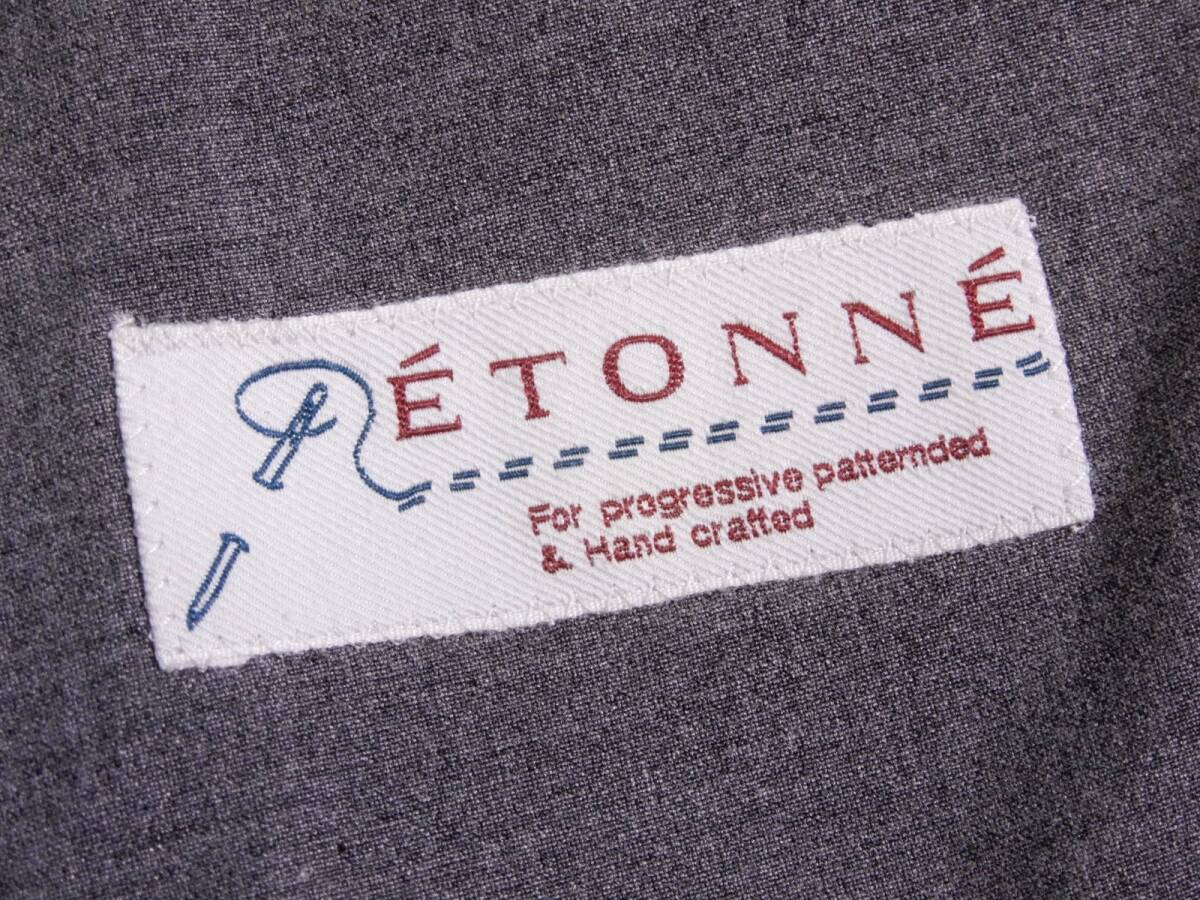 RÉTONNÉ
For progressive patternded
& Hand crafted